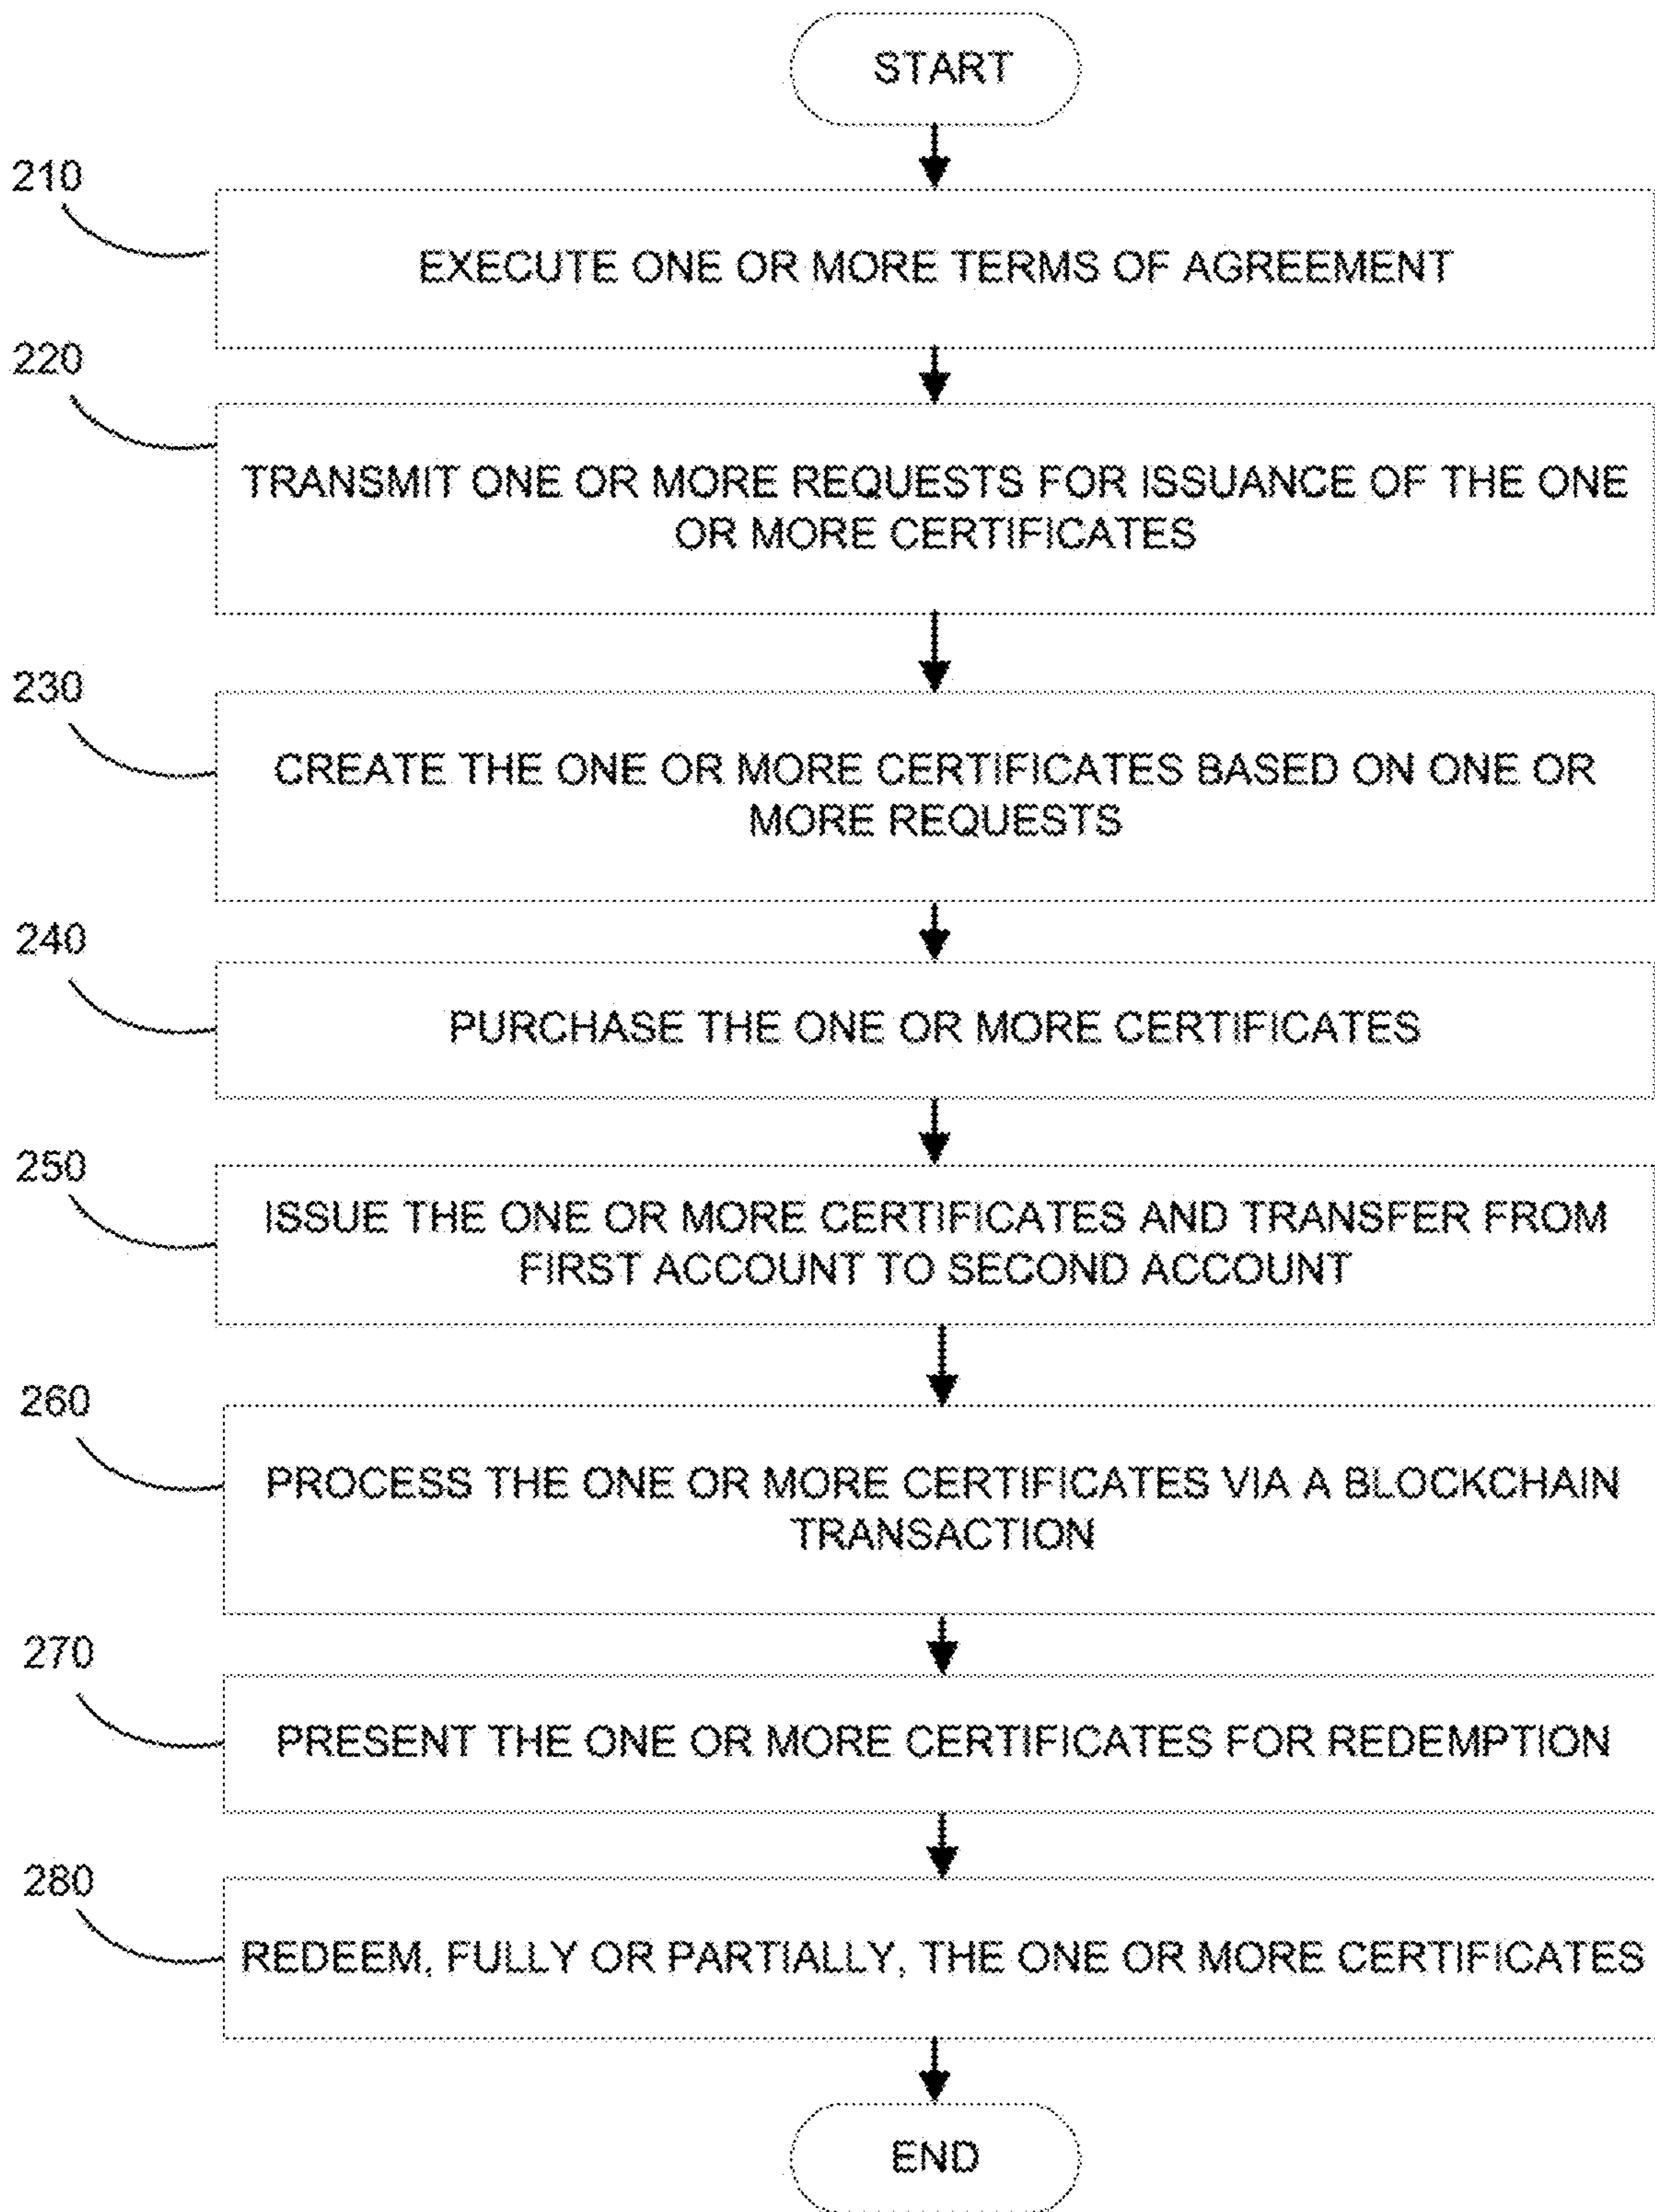 START
210
EXECUTE ONE OR MORE TERMS OF AGREEMENT
220
TRANSMIT ONE OR MORE REQUESTS FOR ISSUANCE OF THE ONE
OR MORE CERTIFICATES
230
CREATE THE ONE OR MORE CERTIFICATES BASED ON ONE OR
MORE REQUESTS
240
PURCHASE THE ONE OR MORE CERTIFICATES
250
ISSUE THE ONE OR MORE CERTIFICATES AND TRANSFER FROM
FIRST ACCOUNT TO SECOND ACCOUNT
260
PROCESS THE ONE OR MORE CERTIFICATES VIA A BLOCKCHAIN
TRANSACTION
270
PRESENT THE ONE OR MORE CERTIFICATES FOR REDEMPTION
280
REDEEM, FULLY OR PARTIALLY, THE ONE OR MORE CERTIFICATES
END